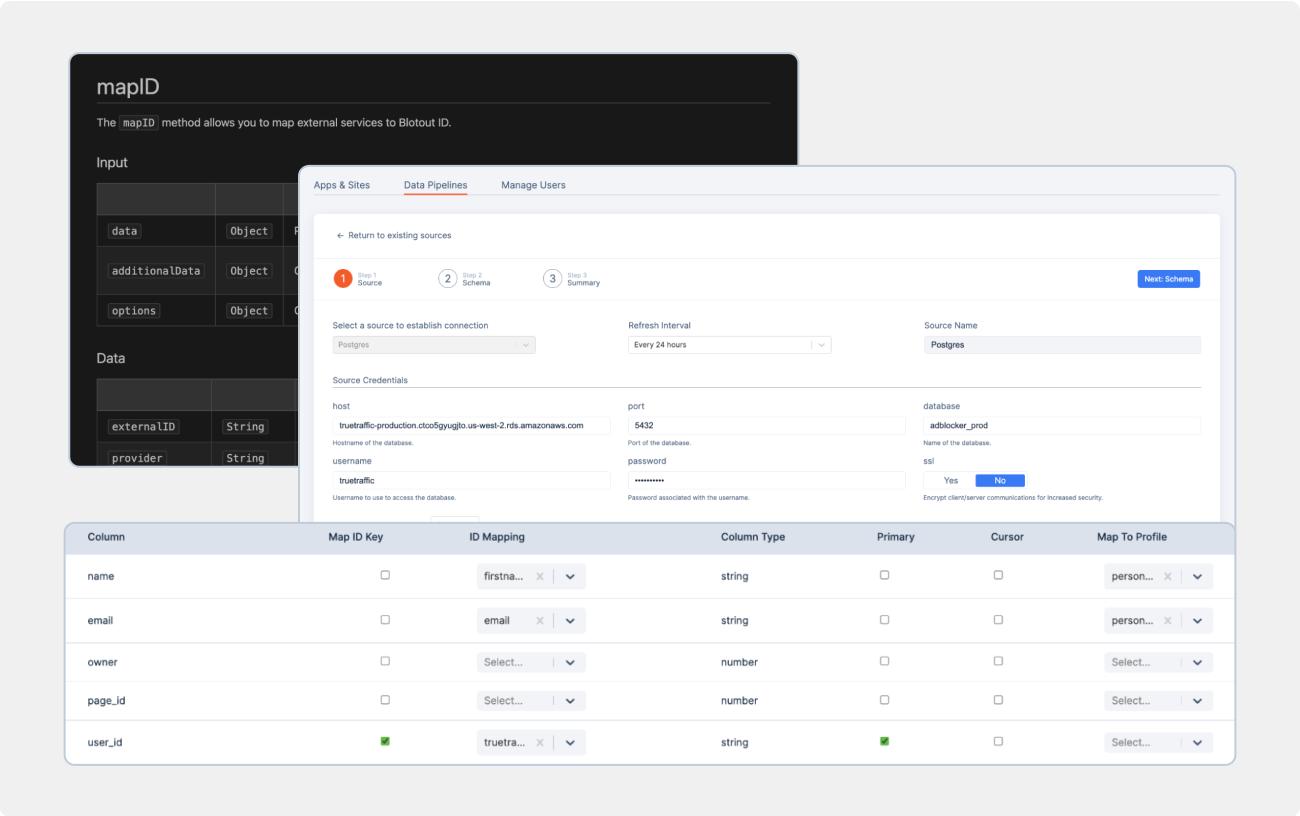 mapID
The mapID method allows you to map external services to Blotout ID.
Input
data Object
additionalData Object
options Object
Data
externalID String
provider String
Apps & Sites Data Pipelines Manage Users
← Return to existing sources
1 Step 1 Source 2 Step 2 Schema 3 Step 3 Summary Next: Schema
Select a source to establish connection Refresh Interval Source Name
Postgres Every 24 hours Postgres
Source Credentials
host port database
truetraffic-production.ctco5gyugjto.us-west-2.rds.amazonaws.com 5432 adblocker_prod
Hostname of the database. Port of the database. Name of the database.
username password ssl
truetraffic •••••••••• Yes No
Username to use to access the database. Password associated with the username. Encrypt client/server communications for increased security.
Column Map ID Key ID Mapping Column Type Primary Cursor Map To Profile
name firstna... string person...
email email string person...
owner Select... number Select...
page_id Select... number Select...
user_id truetra... string Select...